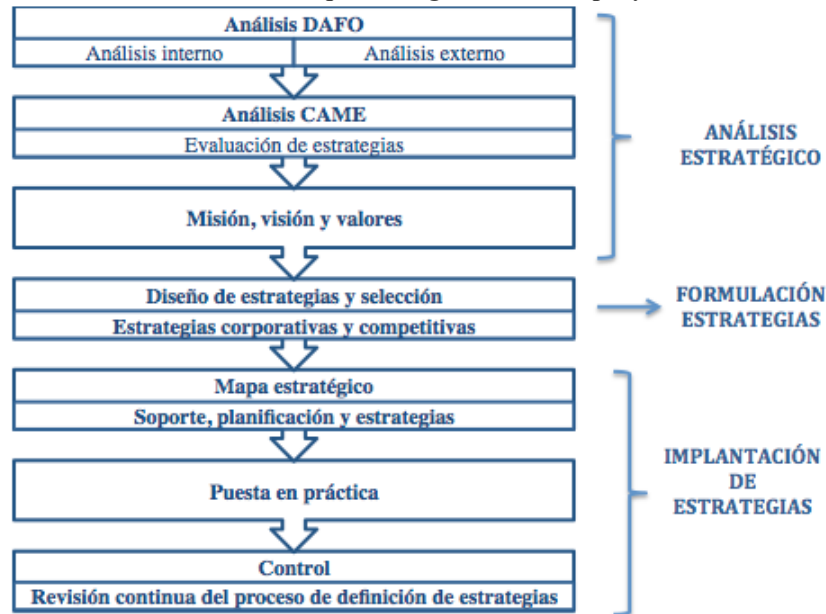 Análisis DAFO
Análisis interno
Análisis externo
Análisis CAME
Evaluación de estrategias
Misión, visión y valores
ANÁLISIS
ESTRATÉGICO
Diseño de estrategias y selección
Estrategias corporativas y competitivas
FORMULACIÓN
ESTRATEGIAS
Mapa estratégico
Soporte, planificación y estrategias
Puesta en práctica
Control
Revisión continua del proceso de definición de estrategias
IMPLANTACIÓN
DE
ESTRATEGIAS